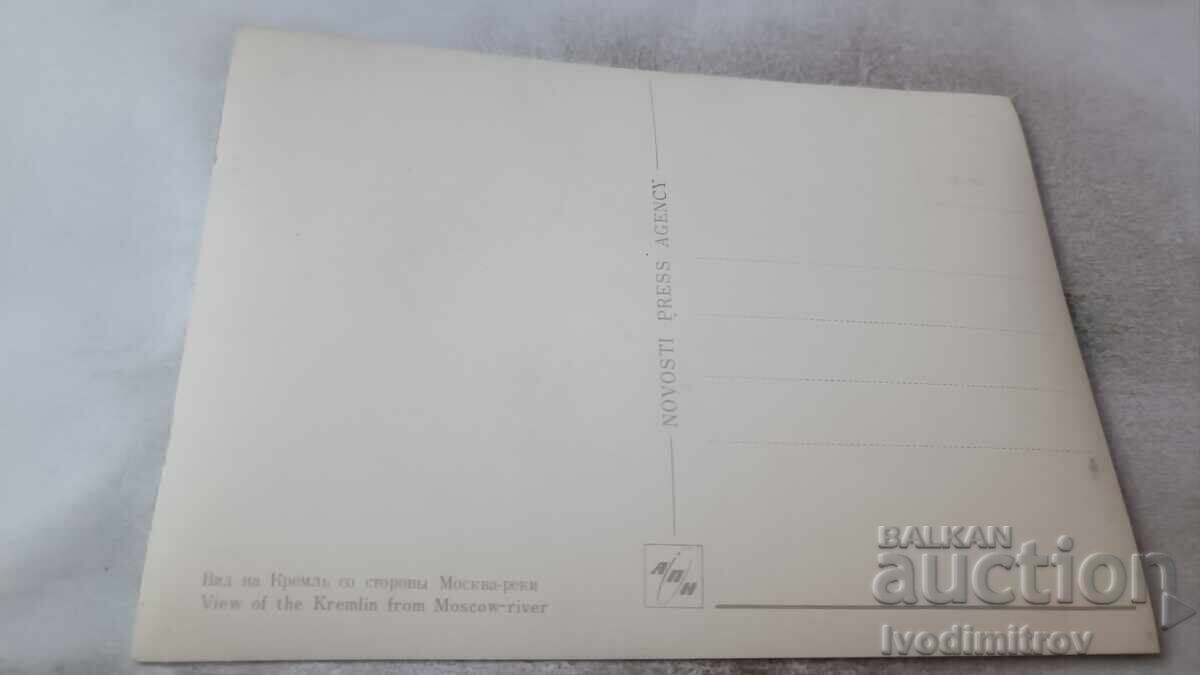 NOVOSTI PRESS AGENCY
Вид на Кремль со стороны Москва-реки
View of the Kremlin from Moscow-river
АПН
BALKAN
auction
Ivodimitrov